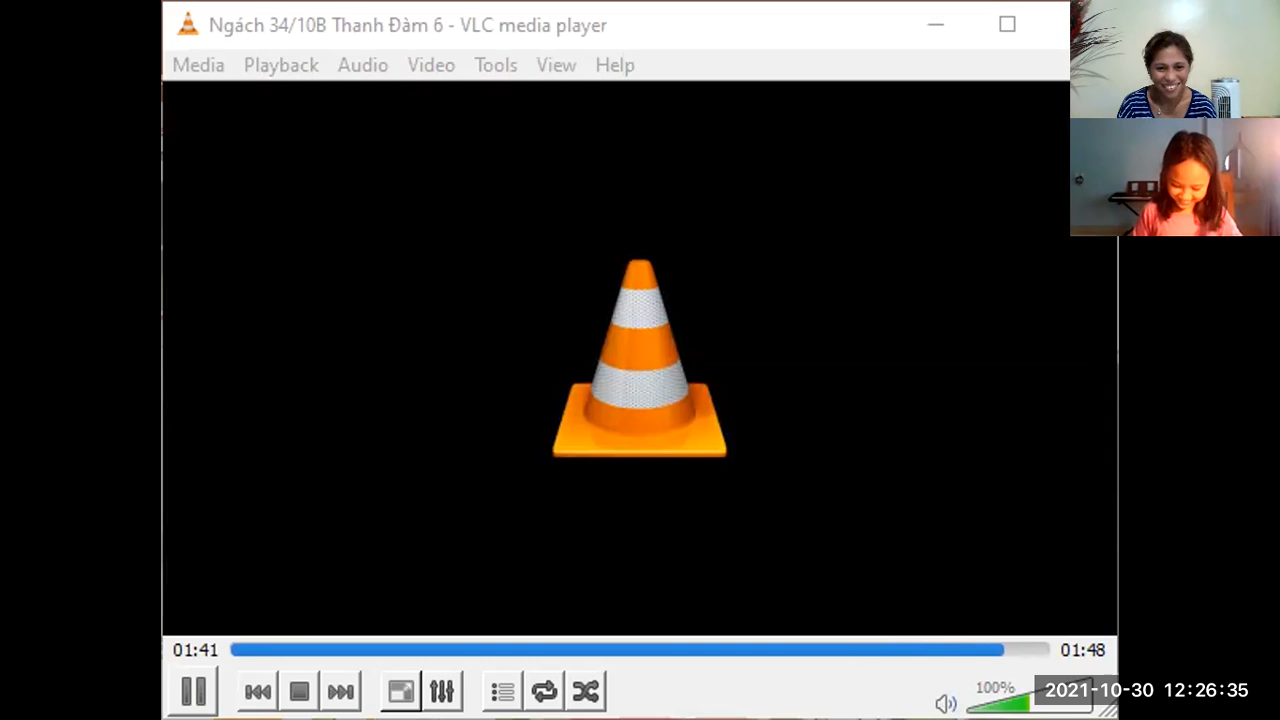 Ngách 34/10B Thanh Đàm 6 - VLC media player
Media Playback Audio Video Tools View Help
01:41 01:48
100%
2021-10-30 12:26:35